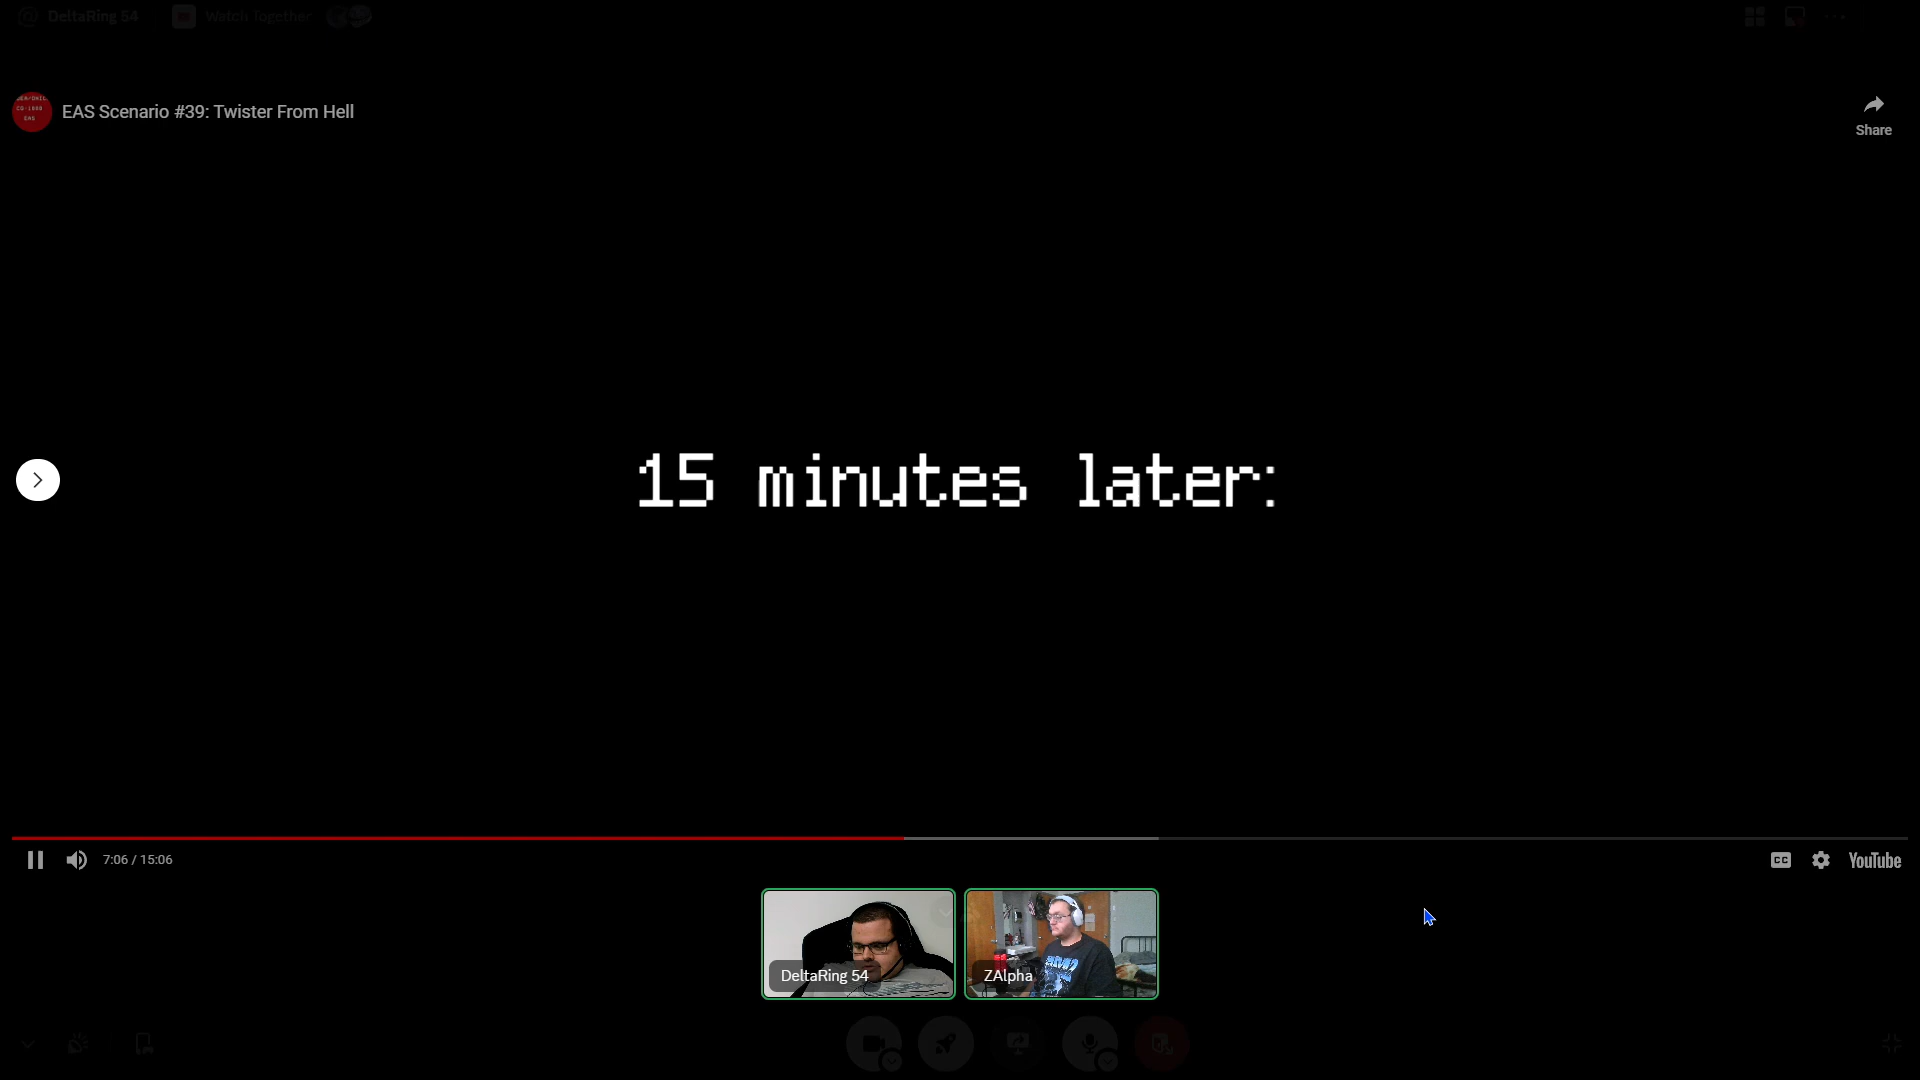 DeltaRing 54
Watch Together
EAS Scenario #39: Twister From Hell
Share
15 minutes later:
7:06 / 15:06
CC
YouTube
DeltaRing 54
ZAlpha